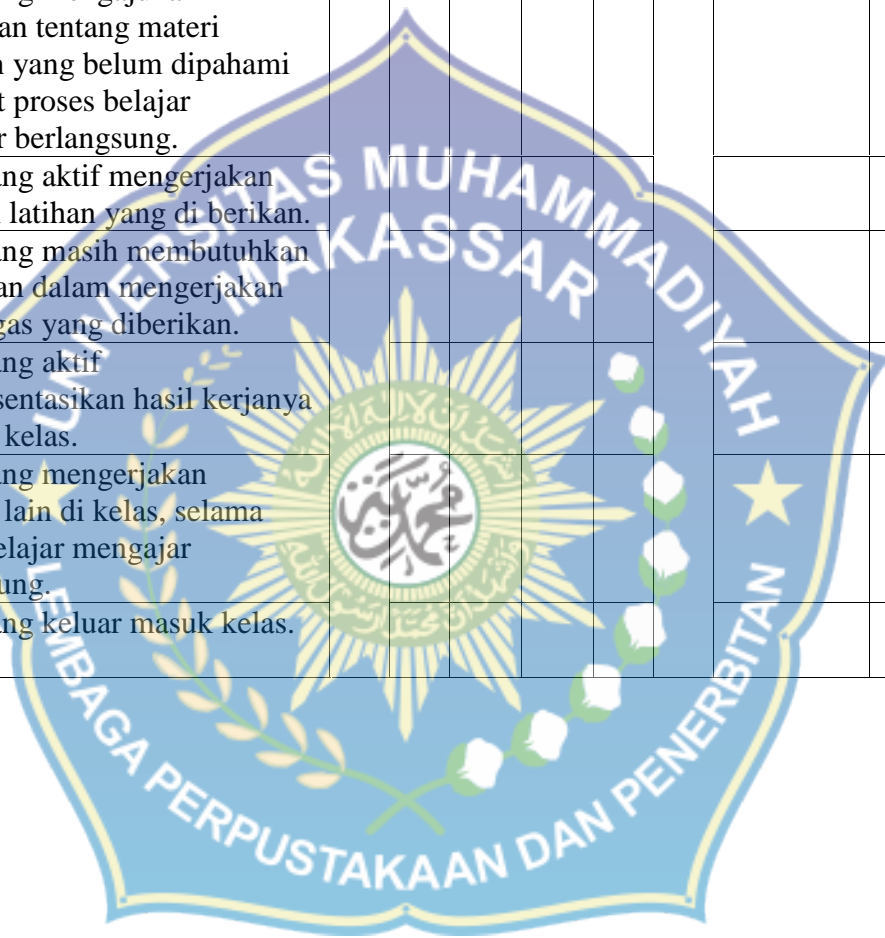 an tentang materi
yang belum dipahami
t proses belajar
r berlangsung.
ng aktif mengerjakan
latihan yang di berikan.
ng masih membutuhkan
an dalam mengerjakan
gas yang diberikan.
ng aktif
sentasikan hasil kerjanya
kelas.
ng mengerjakan
lain di kelas, selama
elajar mengajar
ung.
ng keluar masuk kelas.
UNIVERSITAS MUHAMMADIYAH
MAKASSAR
LEMBAGA PERPUSTAKAAN DAN PENERBITAN